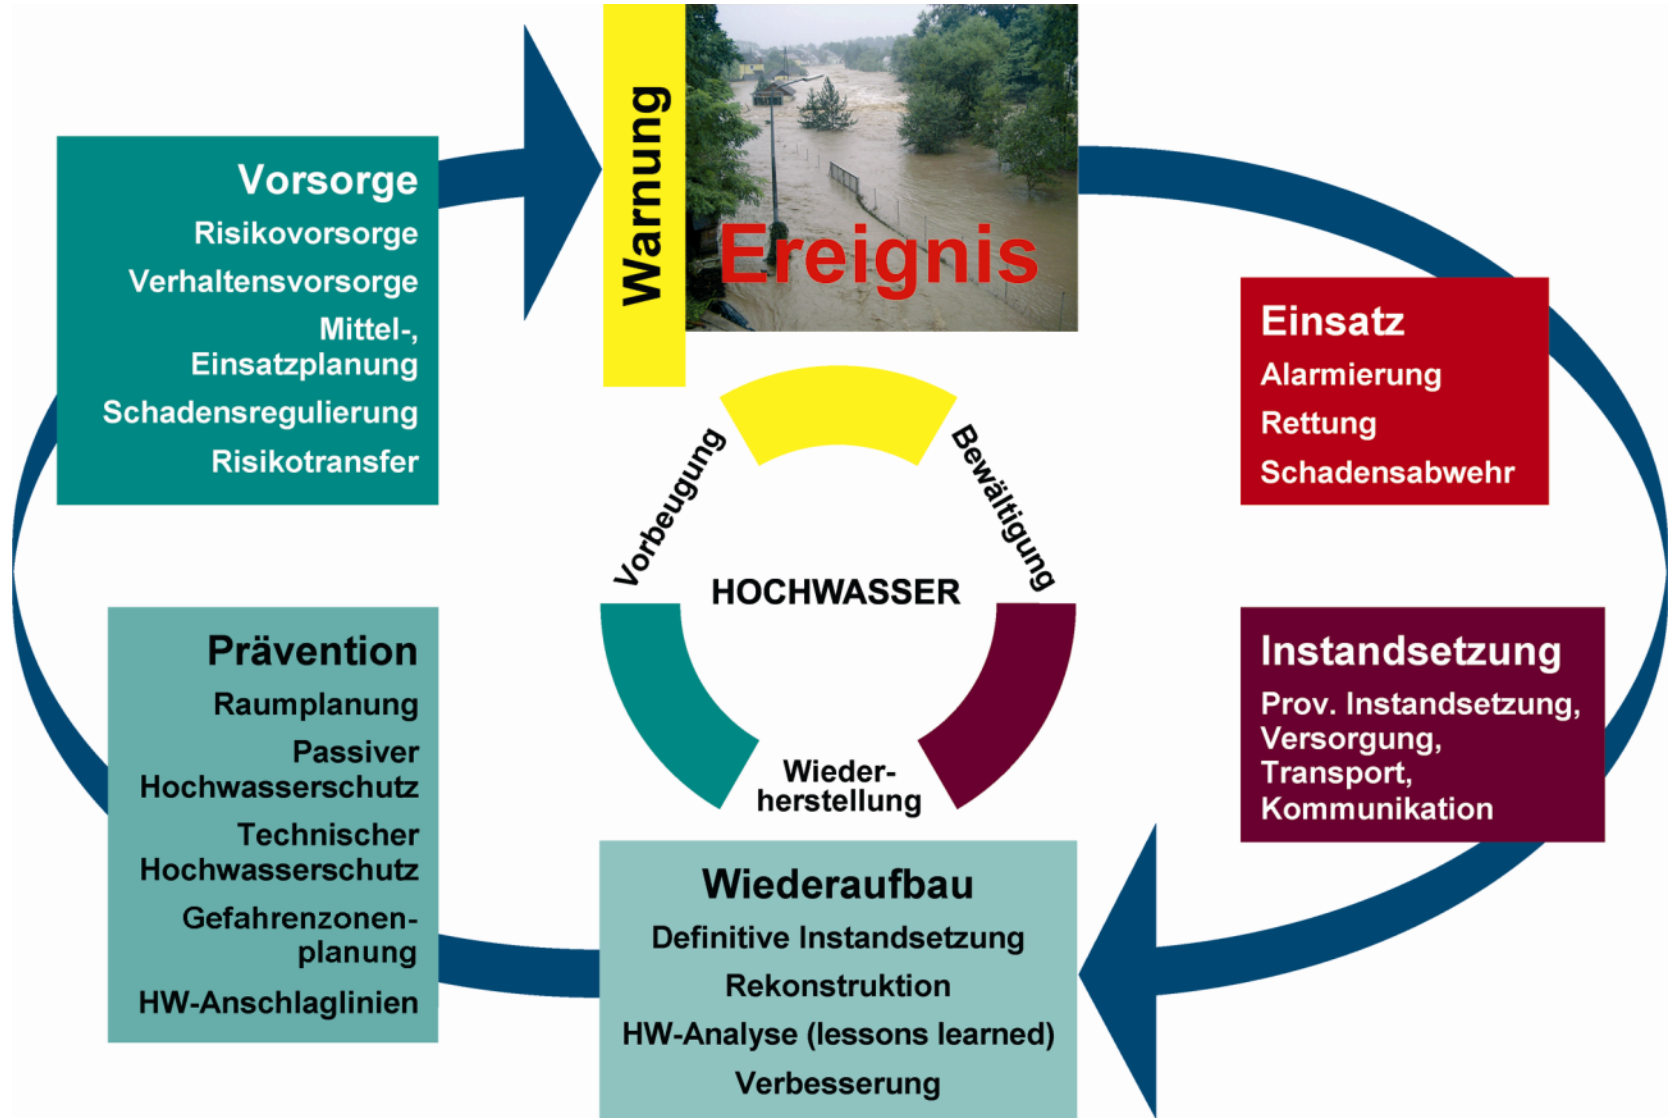 Warnung
Ereignis
Vorsorge
Risikovorsorge
Verhaltensvorsorge
Mittel-,
Einsatzplanung
Schadensregulierung
Risikotransfer
Einsatz
Alarmierung
Rettung
Schadensabwehr
Vorbeugung
Bewältigung
HOCHWASSER
Wieder-
herstellung
Prävention
Raumplanung
Passiver
Hochwasserschutz
Technischer
Hochwasserschutz
Gefahrenzonen-
planung
HW-Anschlaglinien
Instandsetzung
Prov. Instandsetzung,
Versorgung,
Transport,
Kommunikation
Wiederaufbau
Definitive Instandsetzung
Rekonstruktion
HW-Analyse (lessons learned)
Verbesserung